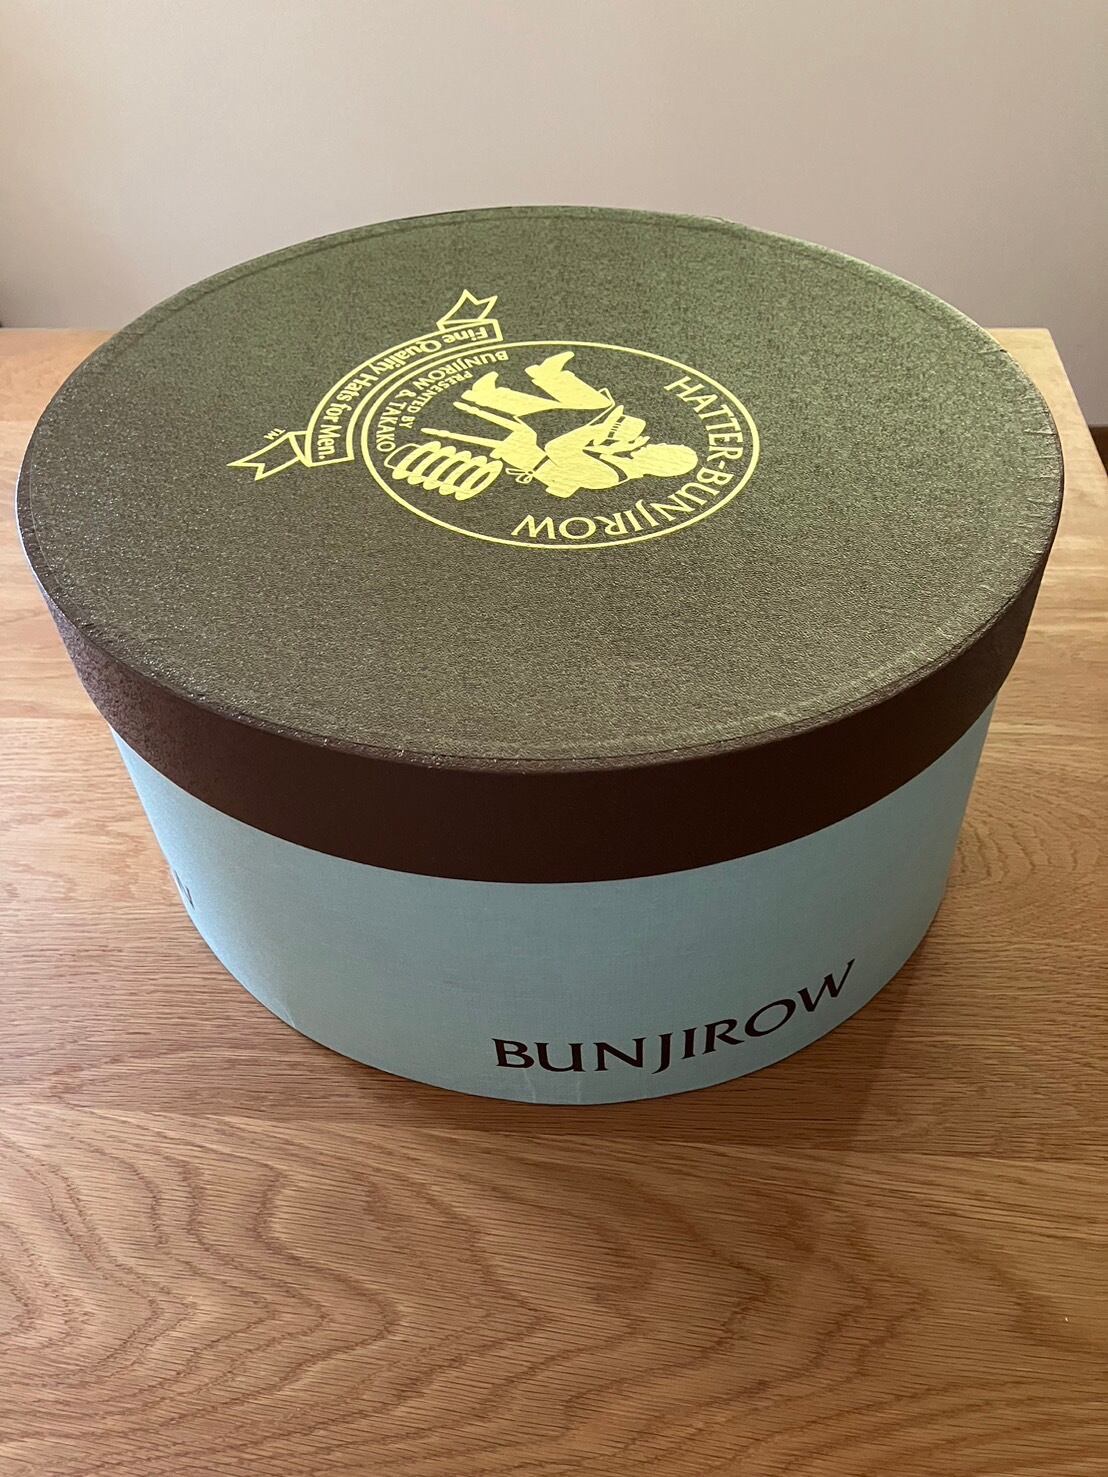 HATTER-BUNJIROW
PRESENTED BY
BUNJIROW & TAKAKO
Fine Quality Hats for Men.
TM
BUNJIROW